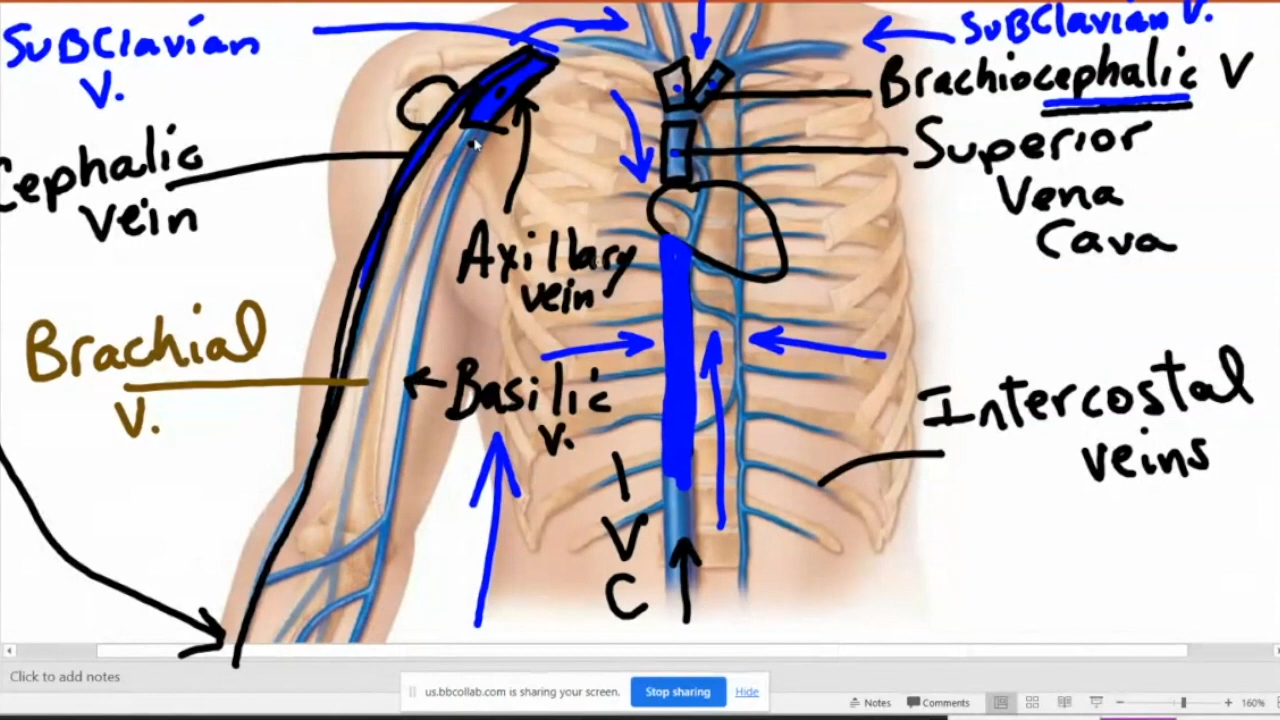 SuBClavian
V.
SuBClavian V.
Brachiocephalic V
Superior
Vena
Cava
Cephalic
vein
Axillary
vein
Brachial
V.
Basilic
V.
Intercostal
veins
I
V
C
Click to add notes
us.bbcollab.com is sharing your screen.
Stop sharing
Hide
Notes
Comments
160%